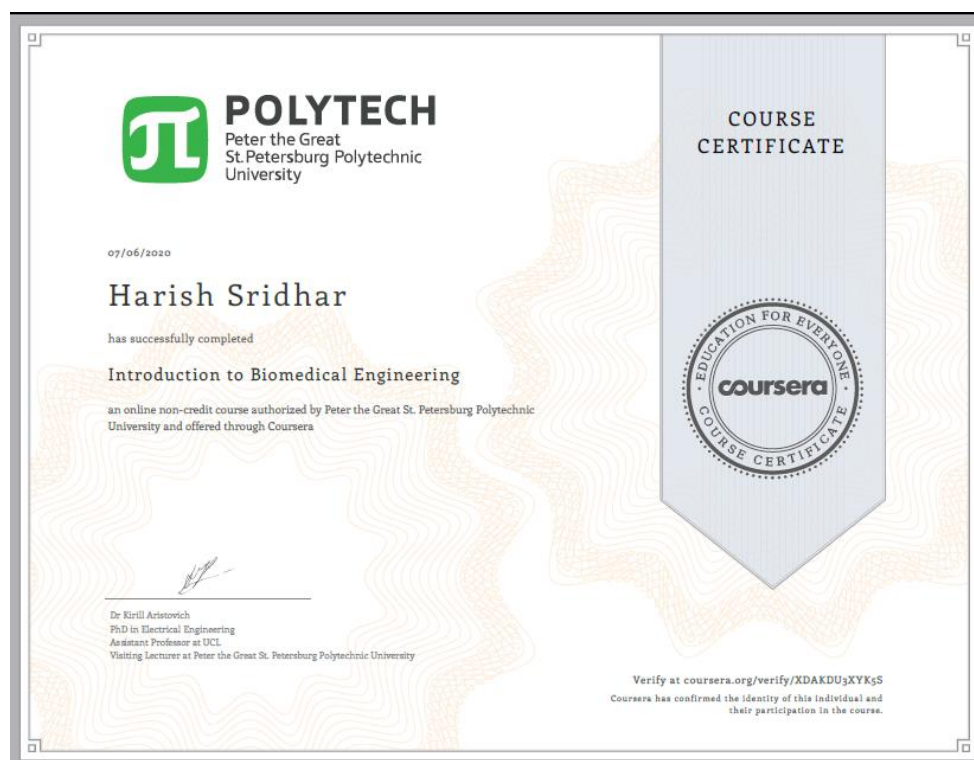 POLYTECH
Peter the Great
St.Petersburg Polytechnic
University
COURSE
CERTIFICATE
07/06/2020
Harish Sridhar
has successfully completed
Introduction to Biomedical Engineering
an online non-credit course authorized by Peter the Great St. Petersburg Polytechnic
University and offered through Coursera
EDUCATION FOR EVERYONE
coursera
COURSE CERTIFICATE
Dr Kirill Aristovich
PhD in Electrical Engineering
Assistant Professor at UCL
Visiting Lecturer at Peter the Great St. Petersburg Polytechnic University
Verify at coursera.org/verify/XDAKDU3XYK5S
Coursera has confirmed the identity of this individual and
their participation in the course.